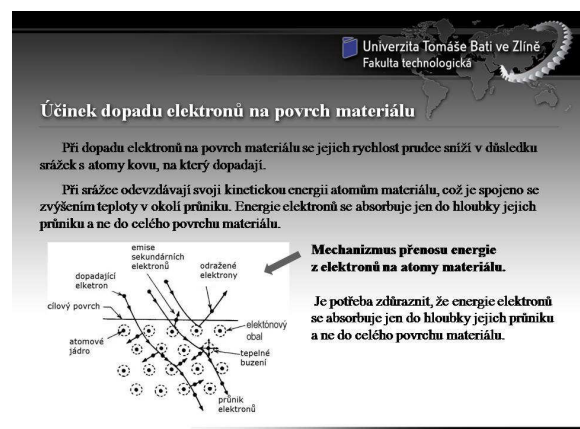 Univerzita Tomáše Bati ve Zlíně
Fakulta technologická
Účinek dopadu elektronů na povrch materiálu
Při dopadu elektronů na povrch materiálu se jejich rychlost prudce sníží v důsledku
srážek s atomy kovu, na který dopadají.
Při srážce odevzdávají svoji kinetickou energii atomům materiálu, což je spojeno se
zvýšením teploty v okolí průniku. Energie elektronů se absorbuje jen do hloubky jejich
průniku a ne do celého povrchu materiálu.
emise
sekundárních
elektronů
dopadající
elketron
odražené
elektrony
cílový povrch
elektónový
obal
atomové
jádro
tepelné
buzení
průnik
elektronů
Mechanizmus přenosu energie
z elektronů na atomy materiálu.
Je potřeba zdůraznit, že energie elektronů
se absorbuje jen do hloubky jejich průniku
a ne do celého povrchu materiálu.